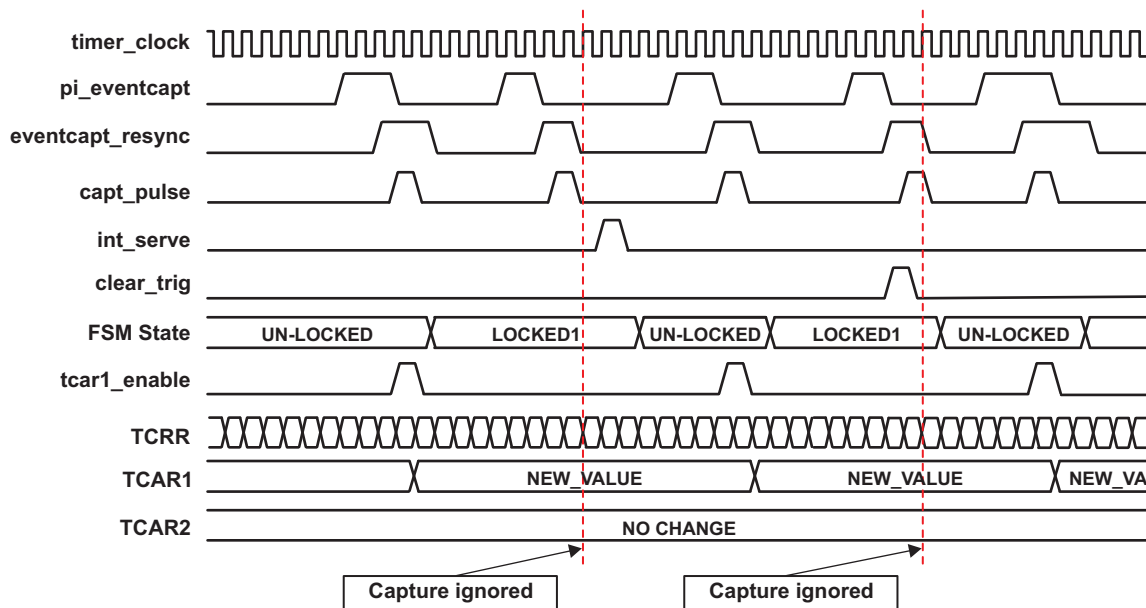 timer_clock
pi_eventcapt
eventcapt_resync
capt_pulse
int_serve
clear_trig
FSM State UN-LOCKED LOCKED1 UN-LOCKED LOCKED1 UN-LOCKED
tcar1_enable
TCRR
TCAR1 NEW_VALUE NEW_VALUE NEW_VA
TCAR2 NO CHANGE
Capture ignored Capture ignored